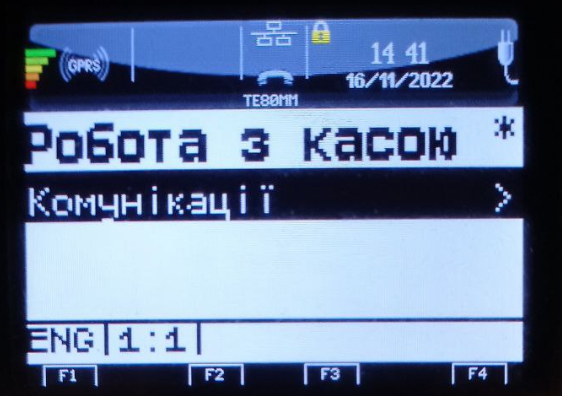 GPRS
14 41
16/11/2022
TE80MM
Робота з касою *
Комунікації >
ENG 1:1
F1 F2 F3 F4